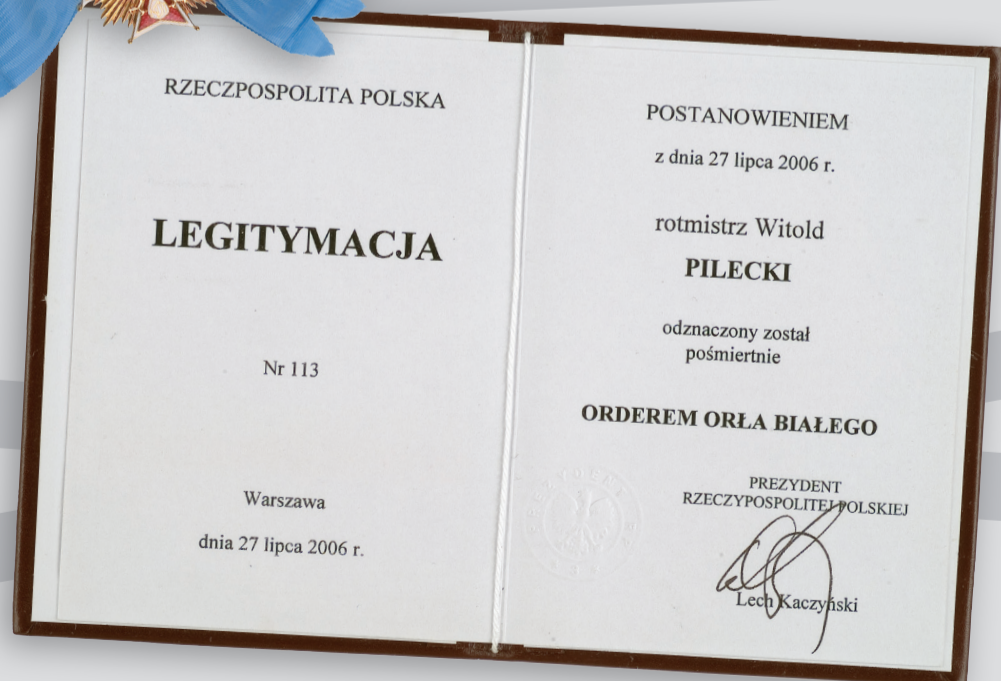 RZECZPOSPOLITA POLSKA
LEGITYMACJA
Nr 113
Warszawa
dnia 27 lipca 2006 r.
POSTANOWIENIEM
z dnia 27 lipca 2006 r.
rotmistrz Witold
PILECKI
odznaczony został
pośmiertnie
ORDEREM ORŁA BIAŁEGO
PREZYDENT
RZECZYPOSPOLITEJ POLSKIEJ
Lech Kaczyński